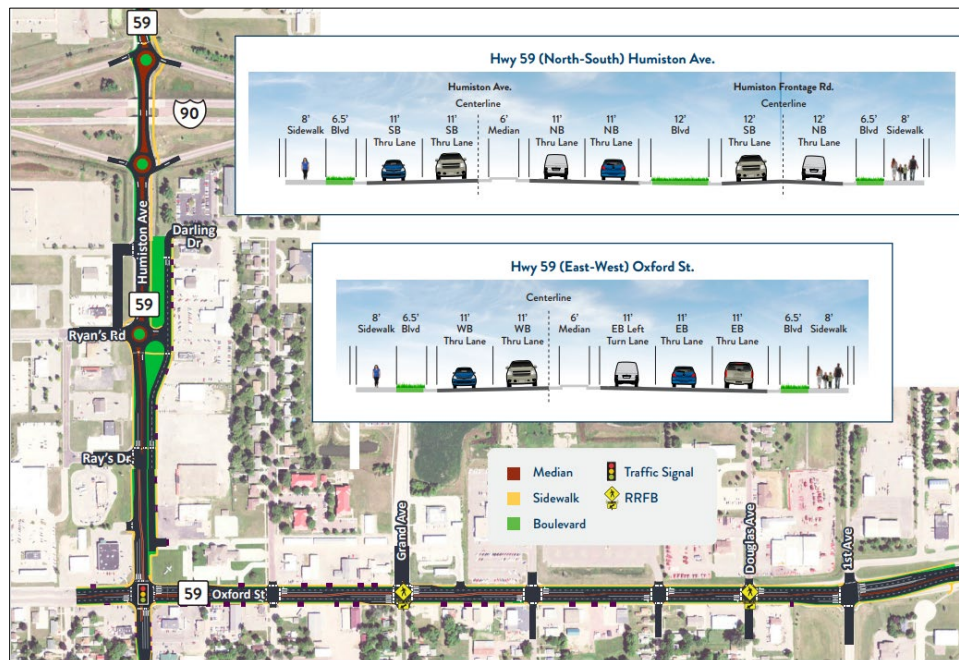 59
90
Humiston Ave
Darling
Dr
59
Ryan's Rd
Ray's Dr
59
Oxford St
Grand Ave
Douglas Ave
1st Ave
Hwy 59 (North-South) Humiston Ave.
Humiston Ave.
Centerline
Humiston Frontage Rd.
Centerline
8' 6.5' 11' 11' 6' 11' 11' 12' 12' 12' 6.5' 8'
Sidewalk Blvd SB SB Median NB NB Blvd SB NB Blvd Sidewalk
Thru Lane Thru Lane Thru Lane Thru Lane Thru Lane Thru Lane
Hwy 59 (East-West) Oxford St.
Centerline
8' 6.5' 11' 11' 6' 11' 11' 11' 6.5' 8'
Sidewalk Blvd WB WB Median EB Left EB EB Blvd Sidewalk
Thru Lane Thru Lane Turn Lane Thru Lane Thru Lane
Median
Sidewalk
Boulevard
Traffic Signal
RRFB